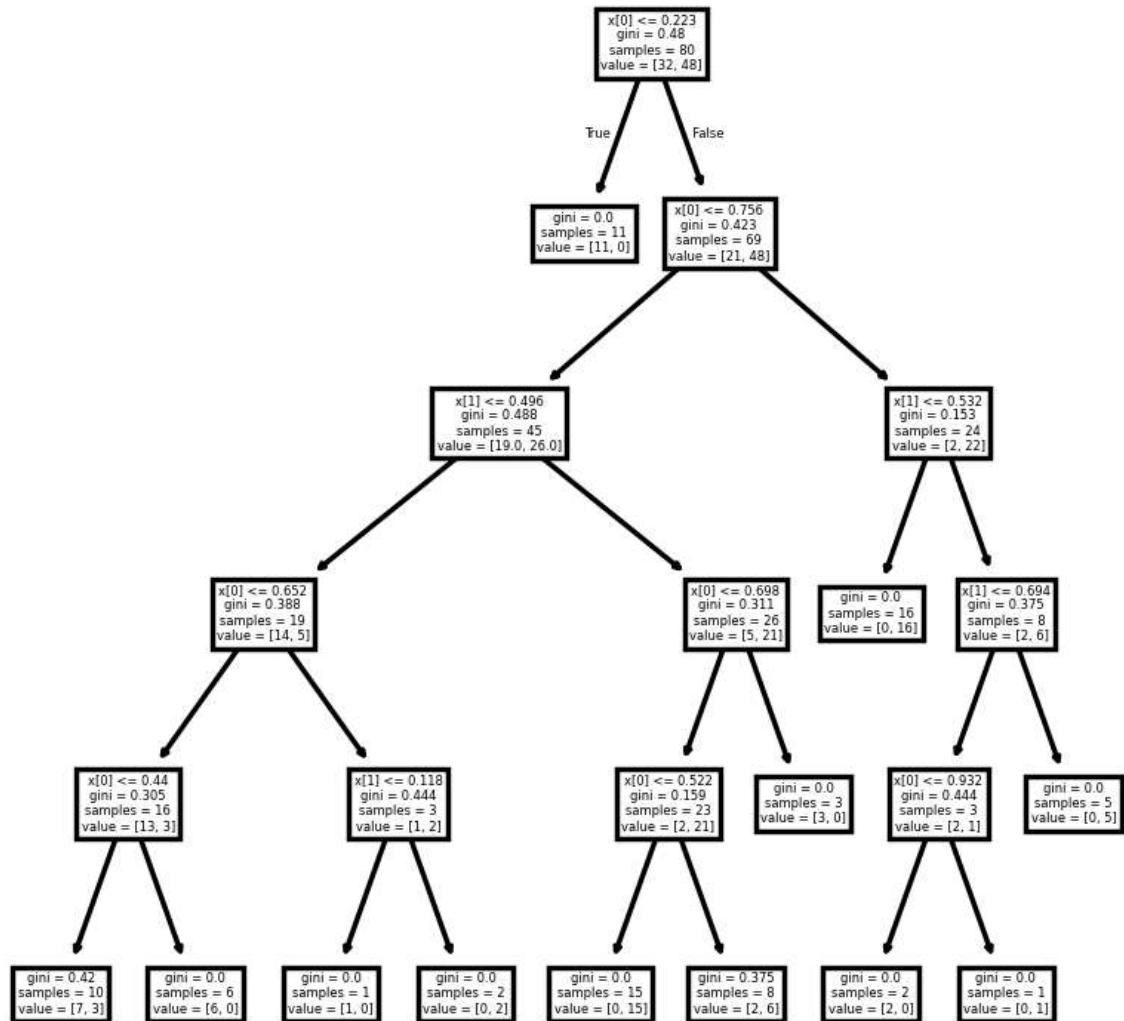 x[0] <= 0.223
gini = 0.48
samples = 80
value = [32, 48]
True
False
gini = 0.0
samples = 11
value = [11, 0]
x[0] <= 0.756
gini = 0.423
samples = 69
value = [21, 48]
x[1] <= 0.496
gini = 0.488
samples = 45
value = [19.0, 26.0]
x[1] <= 0.532
gini = 0.153
samples = 24
value = [2, 22]
x[0] <= 0.652
gini = 0.388
samples = 19
value = [14, 5]
x[0] <= 0.698
gini = 0.311
samples = 26
value = [5, 21]
gini = 0.0
samples = 16
value = [0, 16]
x[1] <= 0.694
gini = 0.375
samples = 8
value = [2, 6]
x[0] <= 0.44
gini = 0.305
samples = 16
value = [13, 3]
x[1] <= 0.118
gini = 0.444
samples = 3
value = [1, 2]
x[0] <= 0.522
gini = 0.159
samples = 23
value = [2, 21]
gini = 0.0
samples = 3
value = [3, 0]
x[0] <= 0.932
gini = 0.444
samples = 3
value = [2, 1]
gini = 0.0
samples = 5
value = [0, 5]
gini = 0.42
samples = 10
value = [7, 3]
gini = 0.0
samples = 6
value = [6, 0]
gini = 0.0
samples = 1
value = [1, 0]
gini = 0.0
samples = 2
value = [0, 2]
gini = 0.0
samples = 15
value = [0, 15]
gini = 0.375
samples = 8
value = [2, 6]
gini = 0.0
samples = 2
value = [2, 0]
gini = 0.0
samples = 1
value = [0, 1]